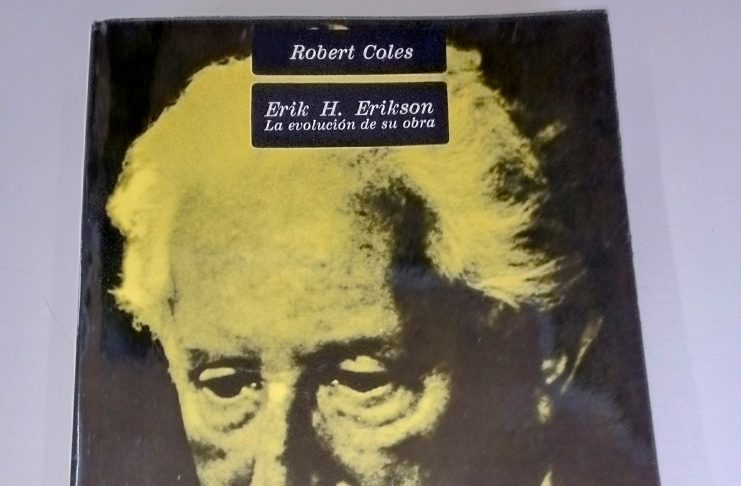 Robert Coles
Erik H. Erikson
La evolución de su obra